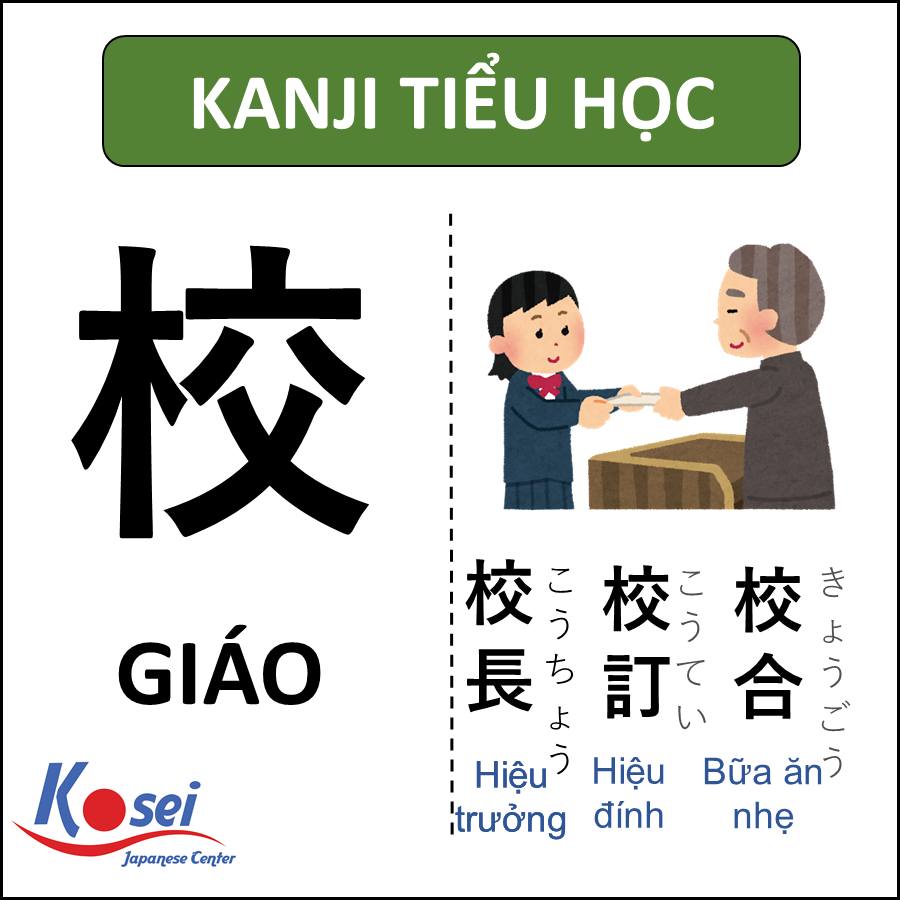 KANJI TIỂU HỌC
校
GIÁO
校長
こうちょう
Hiệu
trưởng
校訂
こうてい
Hiệu
đính
校合
きょうごう
Bữa ăn
nhẹ
Kosei
Japanese Center